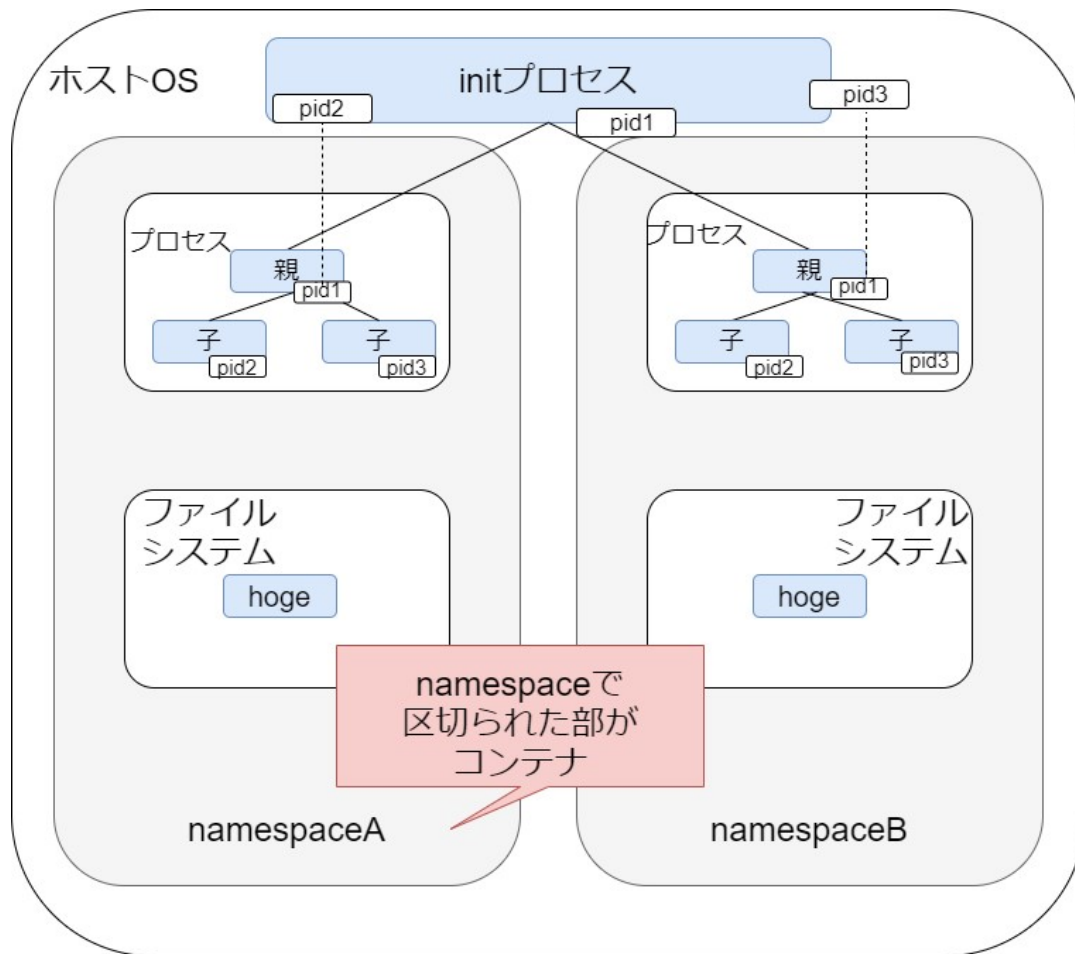 ホストOS
initプロセス
pid2
pid1
pid3
プロセス
親
pid1
子
子
pid2
pid3
プロセス
親
pid1
子
子
pid2
pid3
ファイル
システム
hoge
ファイル
システム
hoge
namespaceで
区切られた部が
コンテナ
namespaceA
namespaceB